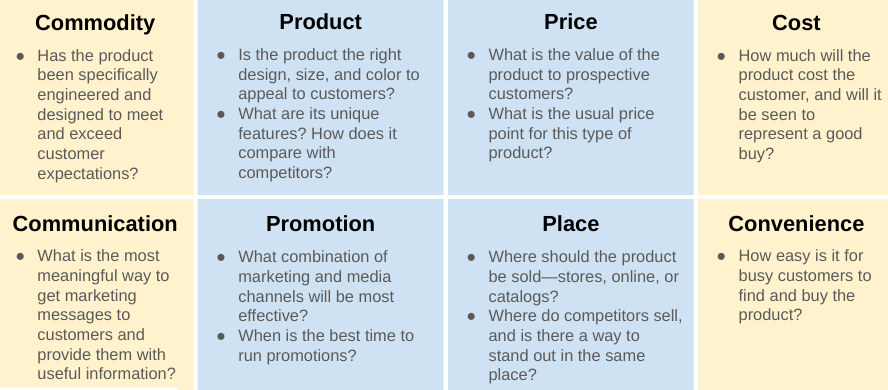 Commodity
● Has the product
been specifically
engineered and
designed to meet
and exceed
customer
expectations?
Product
● Is the product the right
design, size, and color to
appeal to customers?
● What are its unique
features? How does it
compare with
competitors?
Price
● What is the value of the
product to prospective
customers?
● What is the usual price
point for this type of
product?
Cost
● How much will the
product cost the
customer, and will it
be seen to
represent a good
buy?
Communication
● What is the most
meaningful way to
get marketing
messages to
customers and
provide them with
useful information?
Promotion
● What combination of
marketing and media
channels will be most
effective?
● When is the best time to
run promotions?
Place
● Where should the product
be sold—stores, online, or
catalogs?
● Where do competitors sell,
and is there a way to
stand out in the same
place?
Convenience
● How easy is it for
busy customers to
find and buy the
product?